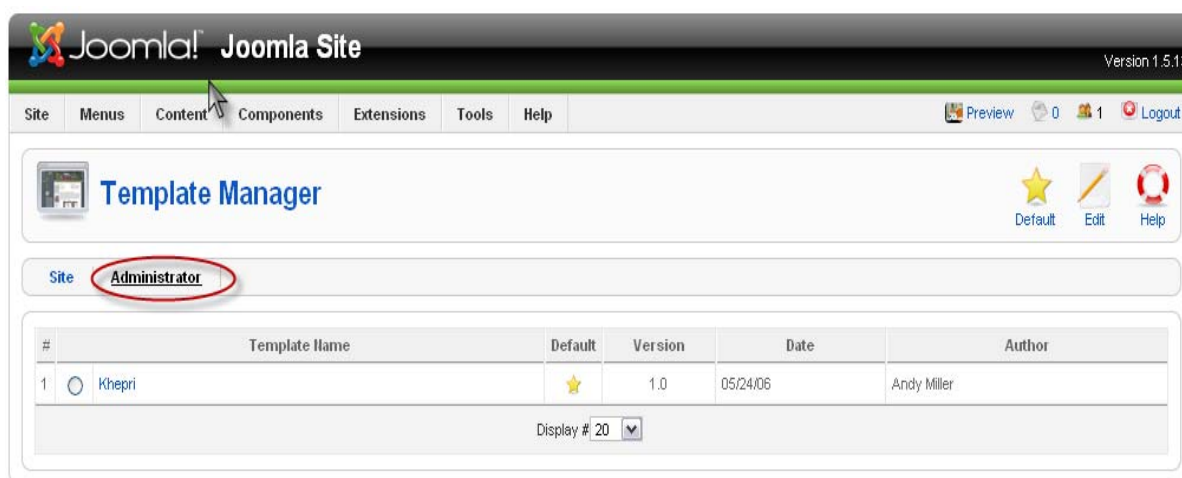 Joomla! Joomla Site
Version 1.5.13
Site Menus Content Components Extensions Tools Help Preview 0 1 Logout
Template Manager Default Edit Help
Site Administrator
# Template Name Default Version Date Author
1 Khepri 1.0 05/24/06 Andy Miller
Display # 20